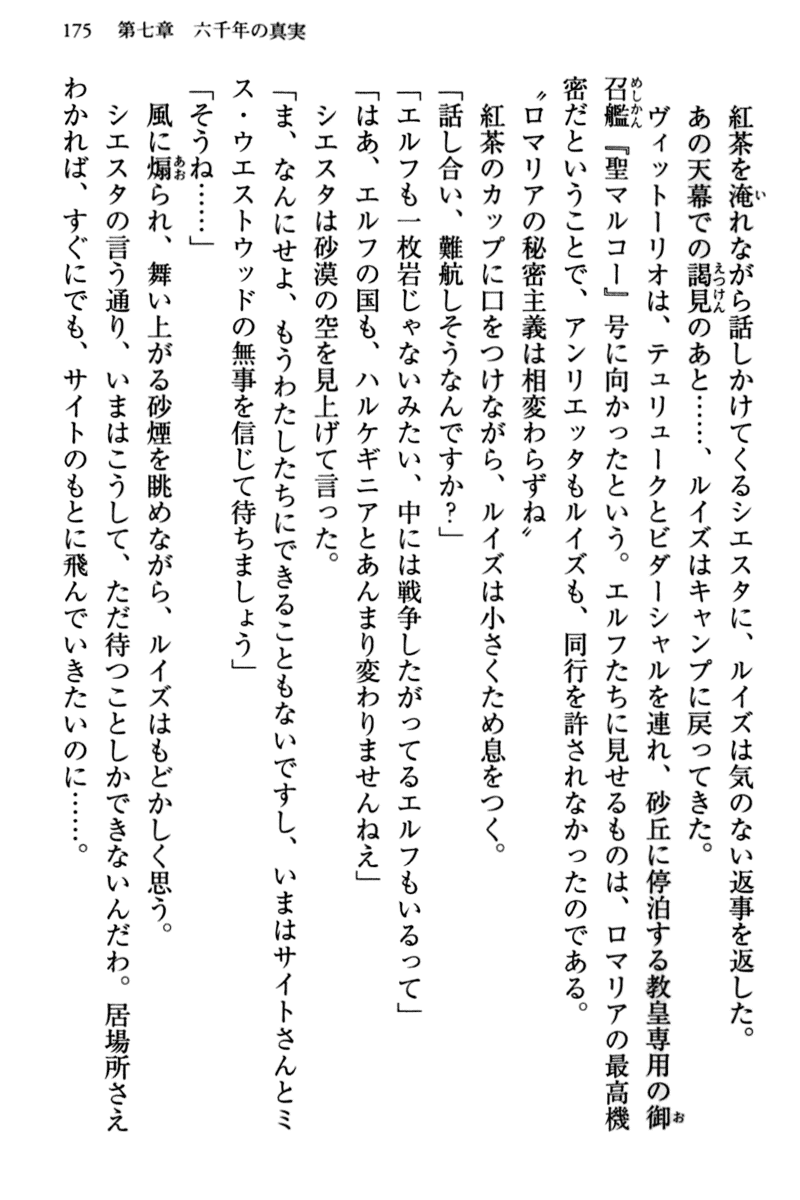 175　第七章　六千年の真実
紅茶を淹れながら話しかけてくるシエスタに、ルイズは気のない返事を返した。
あの天幕での謁見のあと……、ルイズはキャンプに戻ってきた。
ヴィットーリオは、テュリュークとビダーシャルを連れ、砂丘に停泊する教皇専用の御
召艦『聖マルコー』号に向かったという。エルフたちに見せるものは、ロマリアの最高機
密だということで、アンリエッタもルイズも、同行を許されなかったのである。
〝ロマリアの秘密主義は相変わらずね〟
紅茶のカップに口をつけながら、ルイズは小さくため息をつく。
「話し合い、難航しそうなんですか？」
「エルフも一枚岩じゃないみたい、中には戦争したがってるエルフもいるって」
「はあ、エルフの国も、ハルケギニアとあんまり変わりませんねえ」
シエスタは砂漠の空を見上げて言った。
「ま、なんにせよ、もうわたしたちにできることもないですし、いまはサイトさんとミ
ス・ウエストウッドの無事を信じて待ちましょう」
「そうね……」
風に煽られ、舞い上がる砂煙を眺めながら、ルイズはもどかしく思う。
シエスタの言う通り、いまはこうして、ただ待つことしかできないんだわ。居場所さえ
わかれば、すぐにでも、サイトのもとに飛んでいきたいのに……。